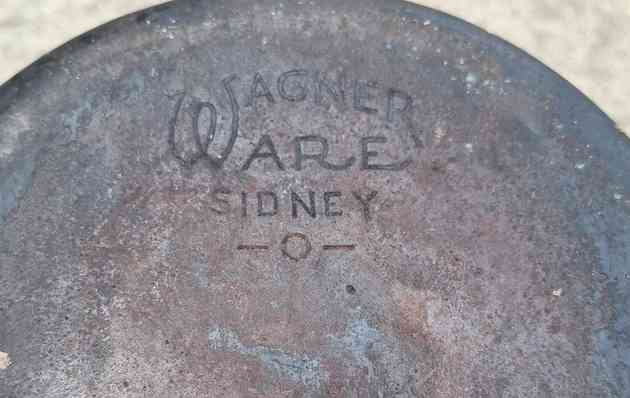 WAGNER
WARE
SIDNEY
-O-